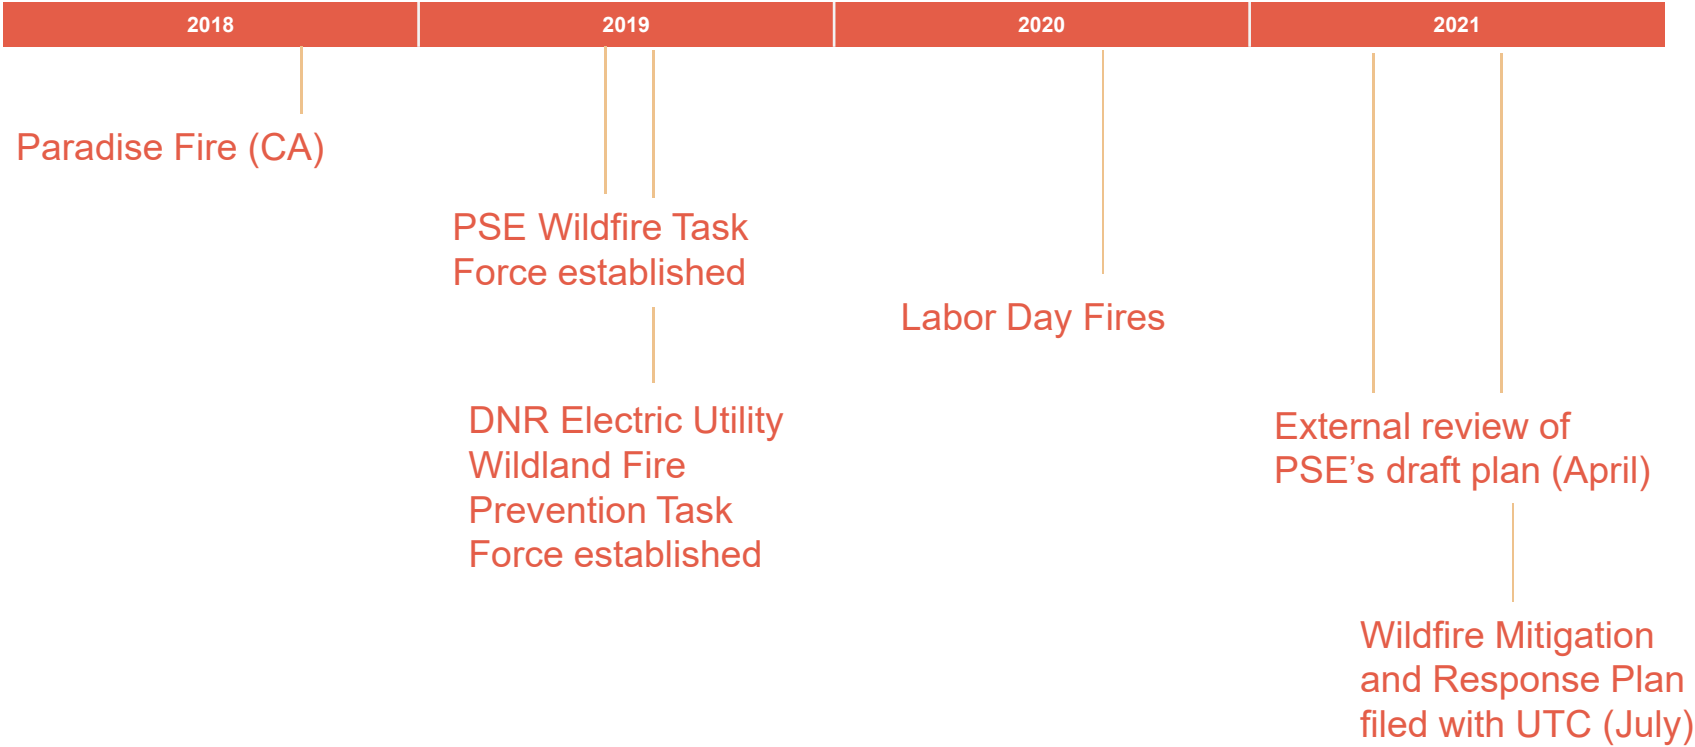 2018
2019
2020
2021
Paradise Fire (CA)
PSE Wildfire Task
Force established
Labor Day Fires
DNR Electric Utility
Wildland Fire
Prevention Task
Force established
External review of
PSE’s draft plan (April)
Wildfire Mitigation
and Response Plan
filed with UTC (July)